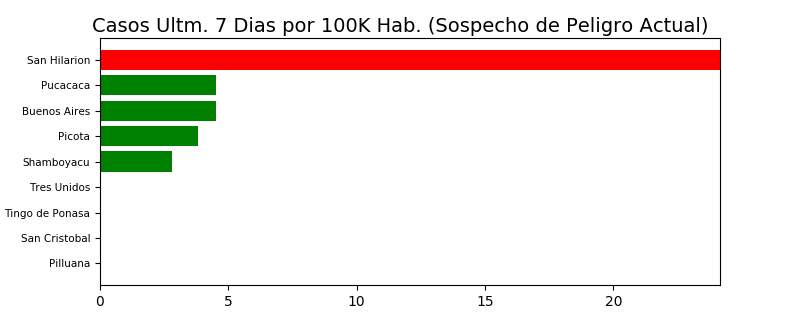 Casos Ultm. 7 Dias por 100K Hab. (Sospecho de Peligro Actual)
San Hilarion
Pucacaca
Buenos Aires
Picota
Shamboyacu
Tres Unidos
Tingo de Ponasa
San Cristobal
Pilluana
0 5 10 15 20